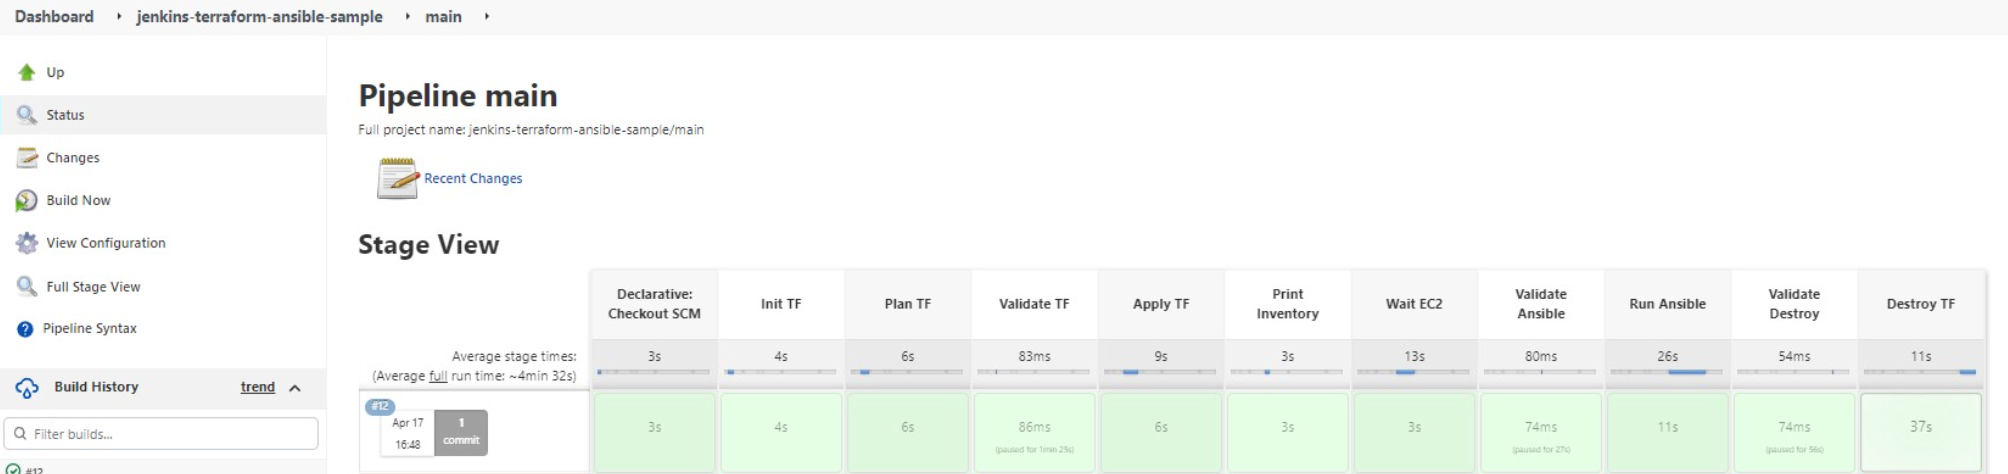 Dashboard
jenkins-terraform-ansible-sample
main
Up
Status
Changes
Build Now
View Configuration
Full Stage View
Pipeline Syntax
Build History
trend
Filter builds...
#12
Pipeline main
Full project name: jenkins-terraform-ansible-sample/main
Recent Changes
Stage View
Declarative:
Checkout SCM
Init TF
Plan TF
Validate TF
Apply TF
Print
Inventory
Wait EC2
Validate
Ansible
Run Ansible
Validate
Destroy
Destroy TF
Average stage times:
(Average full run time: ~4min 32s)
3s
4s
6s
83ms
9s
3s
13s
80ms
26s
54ms
11s
#12
Apr 17
16:48
1
commit
3s
4s
6s
86ms
(paused for 1min 25s)
6s
3s
3s
74ms
(paused for 27s)
11s
74ms
(paused for 56s)
37s